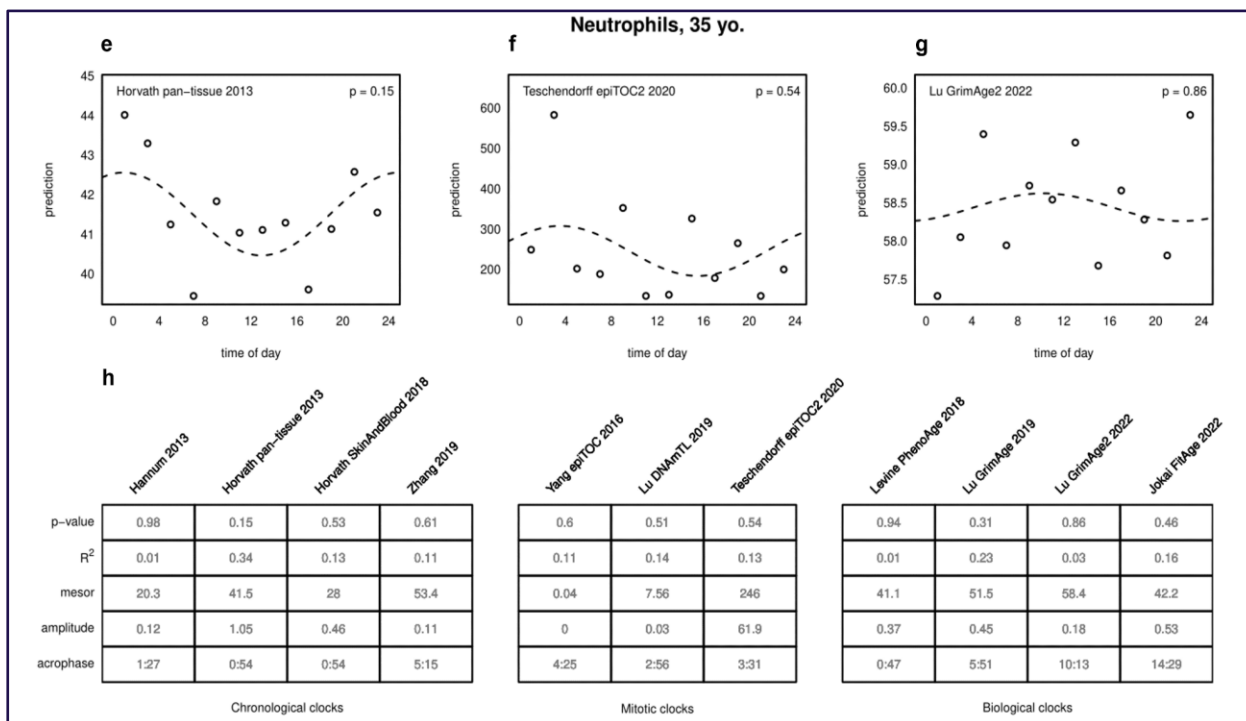 Neutrophils, 35 yo.
e
Horvath pan-tissue 2013 p = 0.15
45
44
43
42
41
40
prediction
0 4 8 12 16 20 24
time of day
f
Teschendorff epiTOC2 2020 p = 0.54
600
500
400
300
200
prediction
0 4 8 12 16 20 24
time of day
g
Lu GrimAge2 2022 p = 0.86
60.0
59.5
59.0
58.5
58.0
57.5
prediction
0 4 8 12 16 20 24
time of day
h
Hannum 2013 Horvath pan-tissue 2013 Horvath SkinAndBlood 2018 Zhang 2019 Yang epiTOC 2016 Lu DNAmTL 2019 Teschendorff epiTOC2 2020 Levine PhenoAge 2018 Lu GrimAge 2019 Lu GrimAge2 2022 Jokai FitAge 2022
p-value 0.98 0.15 0.53 0.61 0.6 0.51 0.54 0.94 0.31 0.86 0.46
R² 0.01 0.34 0.13 0.11 0.11 0.14 0.13 0.01 0.23 0.03 0.16
mesor 20.3 41.5 28 53.4 0.04 7.56 246 41.1 51.5 58.4 42.2
amplitude 0.12 1.05 0.46 0.11 0 0.03 61.9 0.37 0.45 0.18 0.53
acrophase 1:27 0:54 0:54 5:15 4:25 2:56 3:31 0:47 5:51 10:13 14:29
Chronological clocks Mitotic clocks Biological clocks